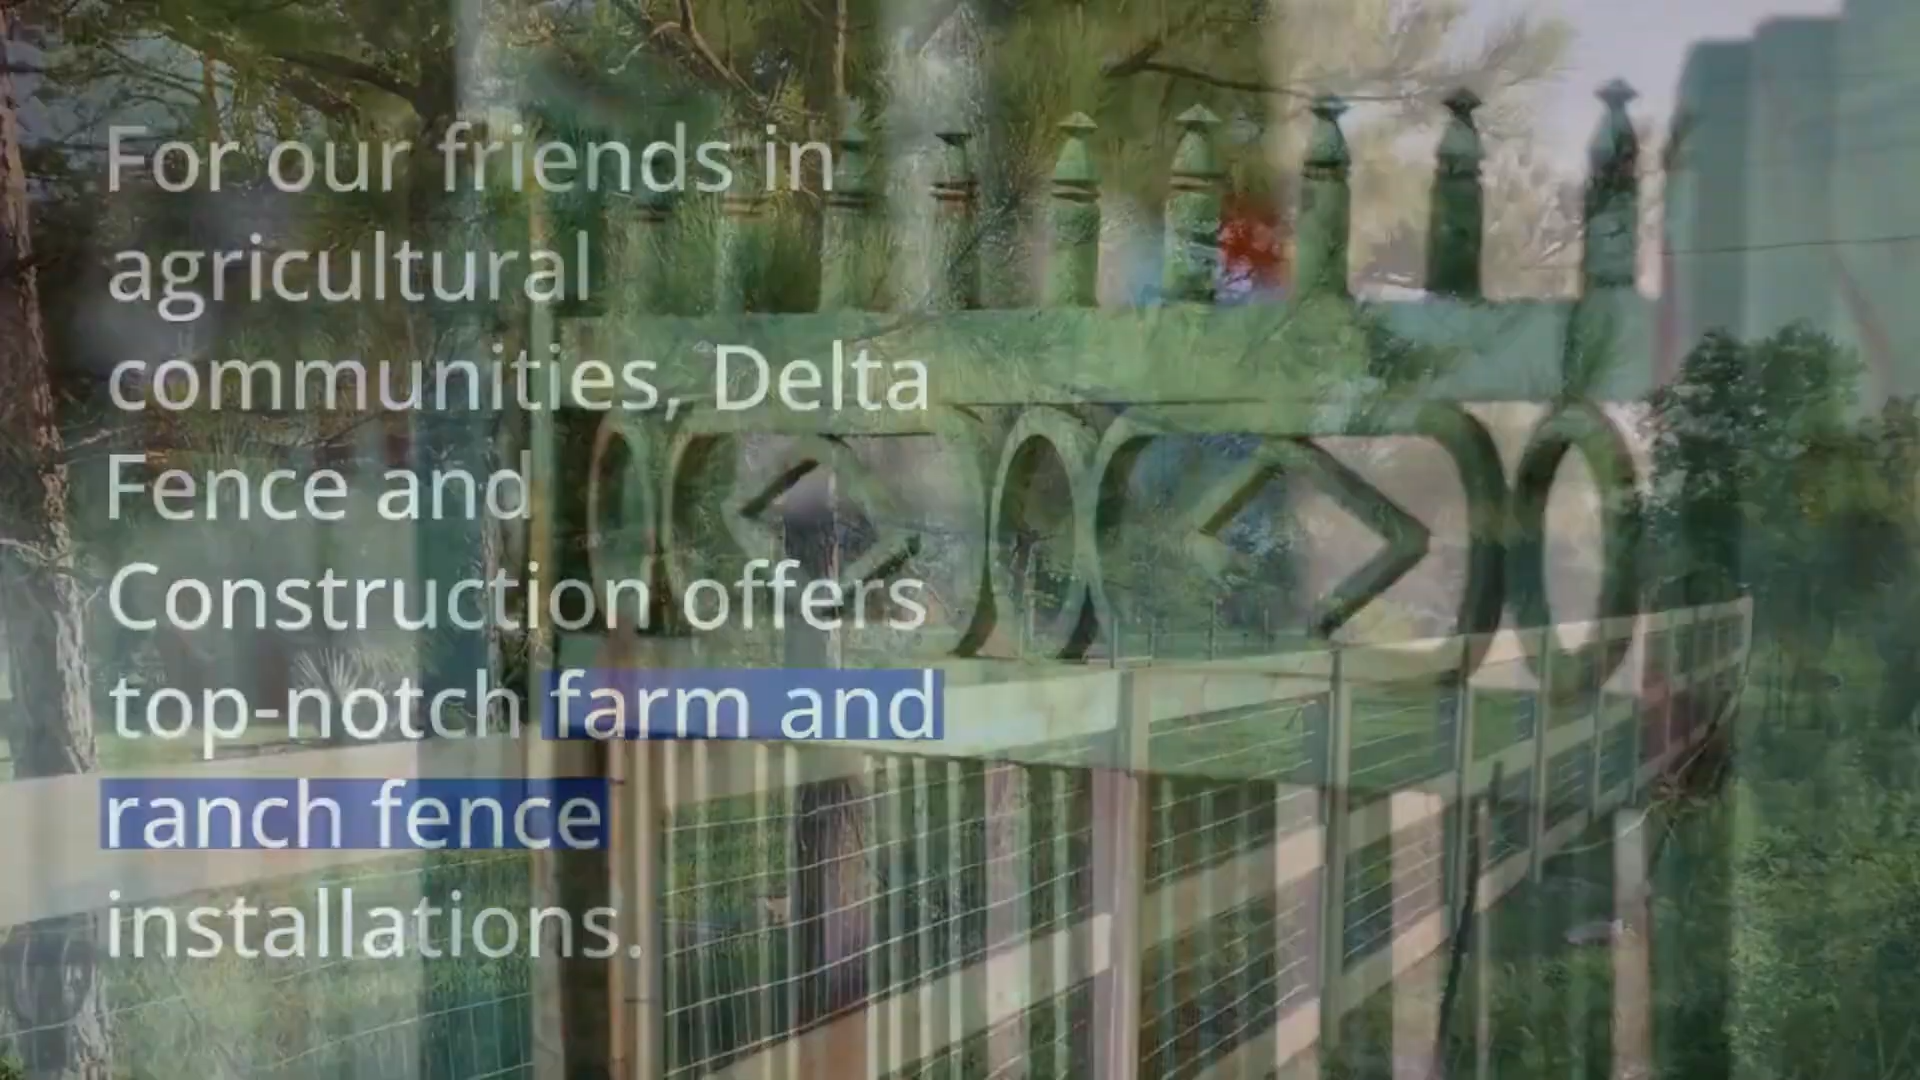 For our friends in
agricultural
communities, Delta
Fence and
Construction offers
top-notch farm and
ranch fence
installations.